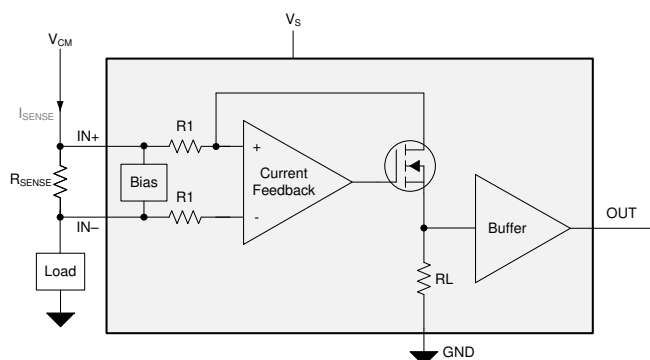 VS
VCM
ISENSE
IN+
R1
RSENSE
Bias
+
Current
Feedback
-
R1
IN–
Buffer
OUT
Load
RL
GND